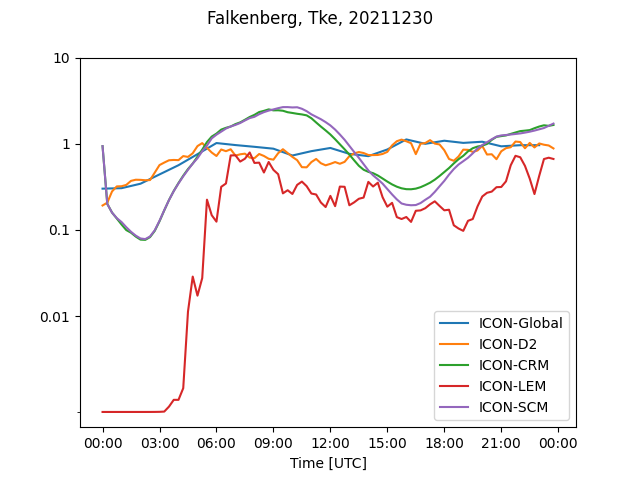 Falkenberg, Tke, 20211230
10
1
0.1
0.01
ICON-Global
ICON-D2
ICON-CRM
ICON-LEM
ICON-SCM
00:00 03:00 06:00 09:00 12:00 15:00 18:00 21:00 00:00
Time [UTC]